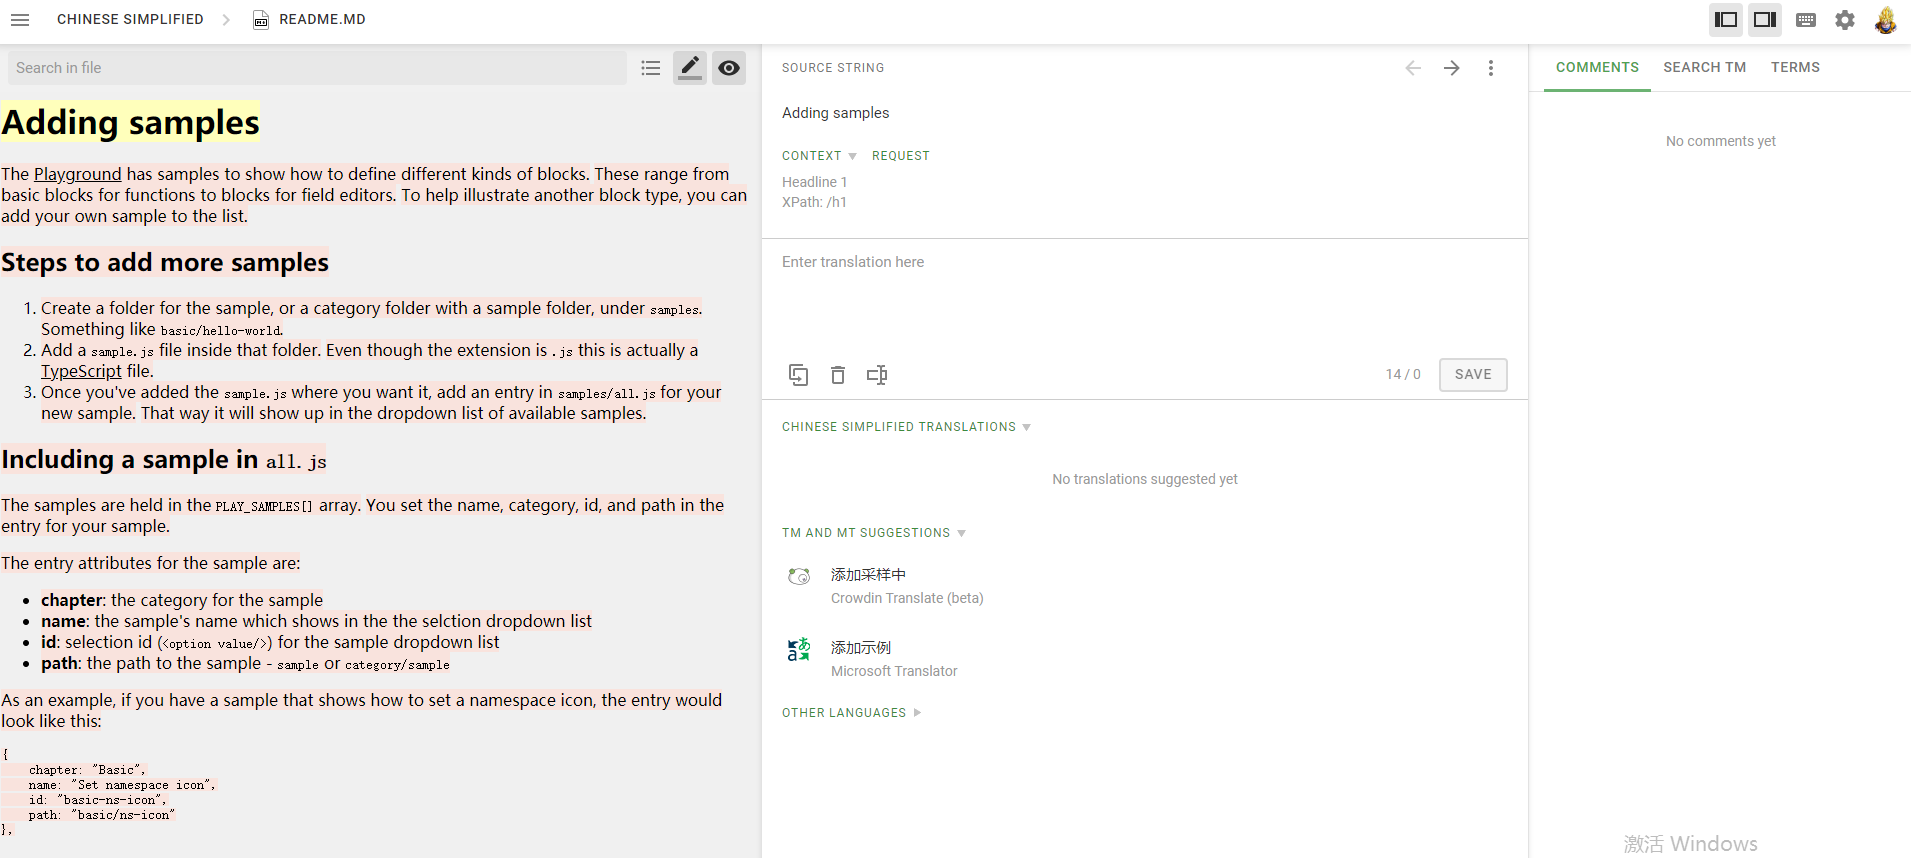 CHINESE SIMPLIFIED
README.MD
Search in file
Adding samples
The Playground has samples to show how to define different kinds of blocks. These range from
basic blocks for functions to blocks for field editors. To help illustrate another block type, you can
add your own sample to the list.
Steps to add more samples
1. Create a folder for the sample, or a category folder with a sample folder, under samples.
Something like basic/hello-world.
2. Add a sample.js file inside that folder. Even though the extension is .js this is actually a
TypeScript file.
3. Once you've added the sample.js where you want it, add an entry in samples/all.js for your
new sample. That way it will show up in the dropdown list of available samples.
Including a sample in all.js
The samples are held in the PLAY_SAMPLES[] array. You set the name, category, id, and path in the
entry for your sample.
The entry attributes for the sample are:
• chapter: the category for the sample
• name: the sample's name which shows in the the selction dropdown list
• id: selection id (<option value/>) for the sample dropdown list
• path: the path to the sample - sample or category/sample
As an example, if you have a sample that shows how to set a namespace icon, the entry would
look like this:
{
chapter: "Basic",
name: "Set namespace icon",
id: "basic-ns-icon",
path: "basic/ns-icon"
},
SOURCE STRING
Adding samples
CONTEXT REQUEST
Headline 1
XPath: /h1
Enter translation here
14 / 0
SAVE
CHINESE SIMPLIFIED TRANSLATIONS
No translations suggested yet
TM AND MT SUGGESTIONS
添加采样中
Crowdin Translate (beta)
添加示例
Microsoft Translator
OTHER LANGUAGES
COMMENTS SEARCH TM TERMS
No comments yet
激活 Windows